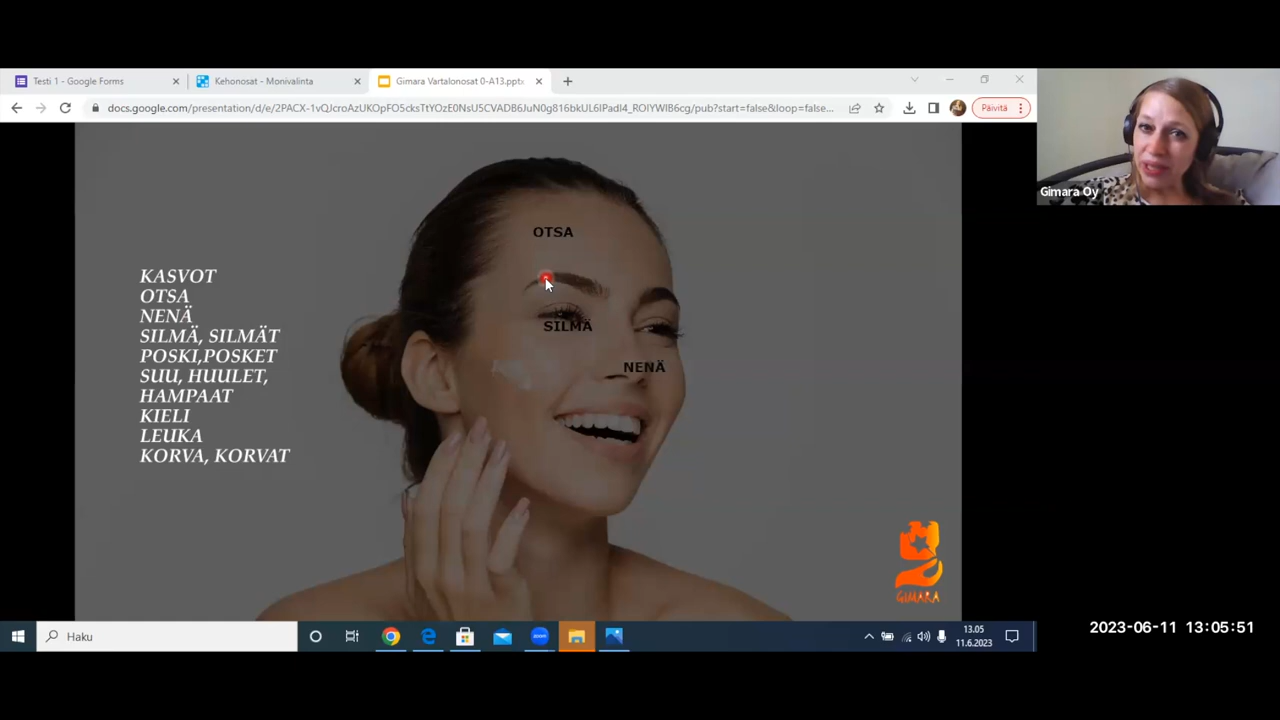 Testi 1 - Google Forms
Kehonosat - Monivalinta
Gimara Vartalonosat 0-A13.pptx
docs.google.com/presentation/d/e/2PACX-1vQJcroAzUKOpFO5cksTtYOzE0NsU5CVADB6JuN0g816bkUL6IPadl4_ROlYWIB6cg/pub?start=false&loop=false...
Päivitä
Gimara Oy
OTSA
SILMÄ
NENÄ
KASVOT
OTSA
NENÄ
SILMÄ, SILMÄT
POSKI,POSKET
SUU, HUULET,
HAMPAAT
KIELI
LEUKA
KORVA, KORVAT
GIMARA
Haku
zoom
13.05
11.6.2023
2023-06-11 13:05:51